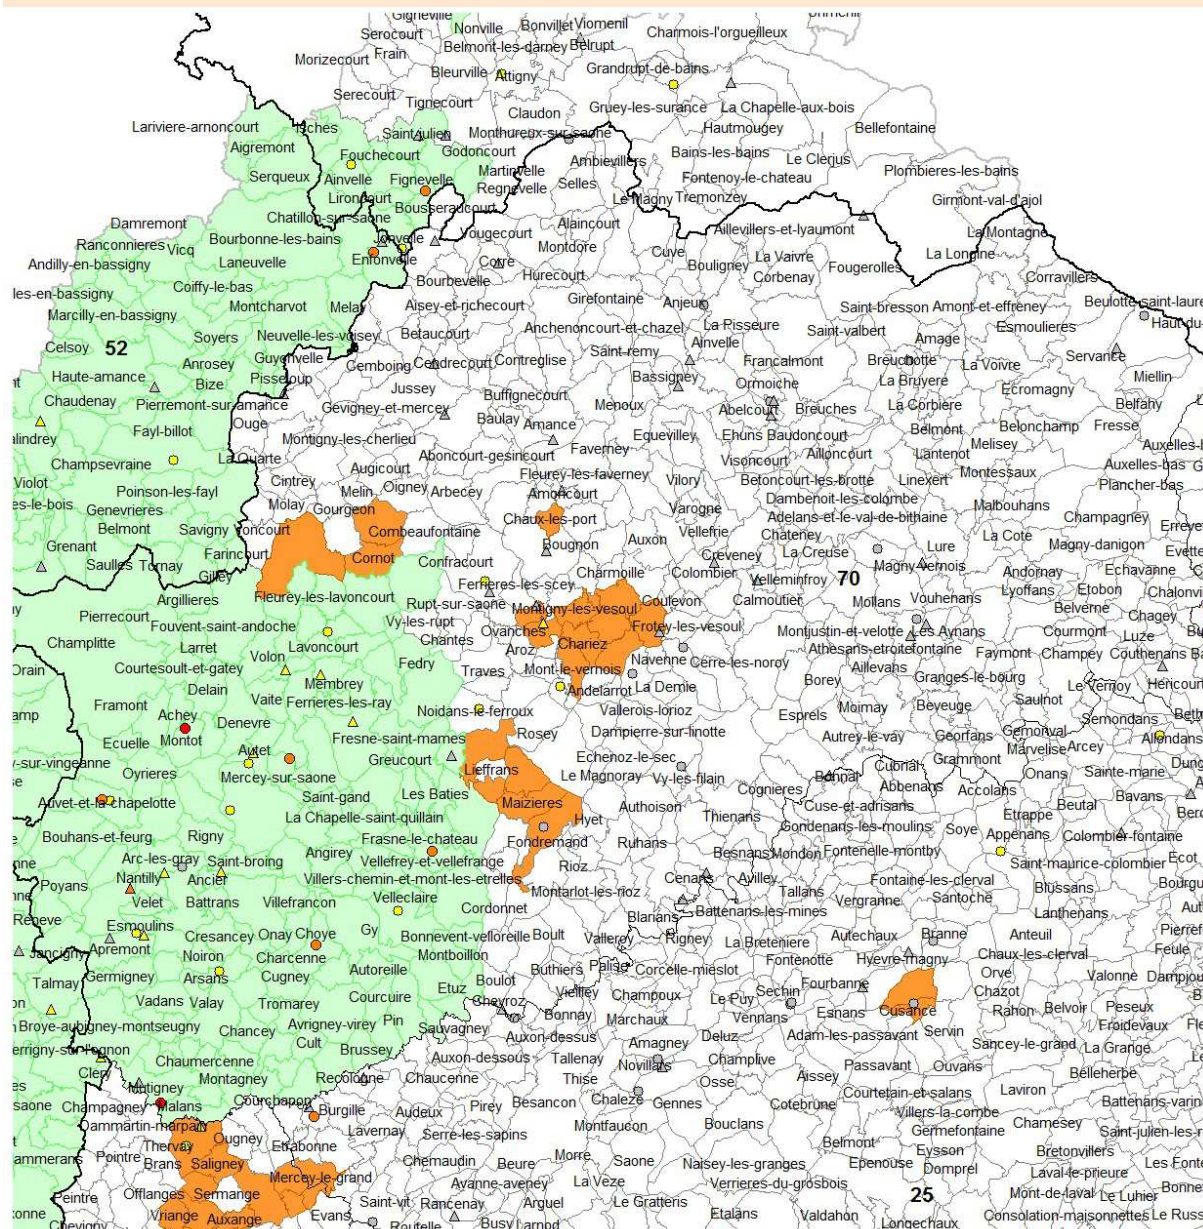 Gigneville
Nonville
Bonvillet
Viomenil
Serocourt
Charmois-l'orgueilleux
Belmont-les-darney
Belrupt
Frain
Morizecourt
Bleurville
Attigny
Grandrupt-de-bains
Serecourt
Tignecourt
Claudon
Gruey-les-surance
La Chapelle-aux-bois
Lariviere-arnoncourt
Isches
Saint-julien
Monthureux-sur-saone
Hautmougey
Bellefontaine
Aigremont
Fouchecourt
Godoncourt
Bains-les-bains
Le Clerjus
Ambievillers
Serqueux
Ainvelle
Fignevelle
Martinvelle
Regnevelle
Selles
Fontenoy-le-chateau
Plombieres-les-bains
Lironcourt
Le Magny
Tremonzey
Girmont-val-d'ajol
Damremont
Chatillon-sur-saone
Bousseraucourt
Alaincourt
Aillevillers-et-lyaumont
La Montagne
Ranconnieres
Vicq
Bourbonne-les-bains
Jonvelle
Vougecourt
Montdore
Cuve
La Vaivre
La Longine
Andilly-en-bassigny
Laneuvelle
Enfonvelle
Corre
Bouligney
Corbenay
Fougerolles
Corravillers
Coiffy-le-bas
Bourbevelle
Hurecourt
les-en-bassigny
Montcharvot
Melay
Aisey-et-richecourt
Girefontaine
Anjeux
Saint-bresson
Amont-et-effreney
Beulotte-saint-laure
Marcilly-en-bassigny
Soyers
Neuvelle-les-voisey
Betaucourt
Anchenoncourt-et-chazel
La Pisseure
Saint-valbert
Esmoulieres
Haut-du-
Celsoy
52
Guyonvelle
Cemboing
Cendrecourt
Contreglise
Saint-remy
Ainvelle
Amage
Servance
Anrosey
Francalmont
Breuchotte
La Voivre
Haute-amance
Bize
Pisseloup
Jussey
Bassigney
Ormoiche
La Bruyere
Ecromagny
Miellin
Chaudenay
Pierremont-sur-amance
Gevigney-et-mercey
Buffignecourt
Menoux
Abelcourt
Breuches
La Corbiere
Belfahy
Ouge
Baulay
Amance
alindrey
Fayl-billot
Montigny-les-cherlieu
Equevilley
Ehuns
Baudoncourt
Belmont
Belonchamp
Fresse
Faverney
Melisey
Champsevraine
La Quarte
Aboncourt-gesincourt
Visoncourt
Ailloncourt
Lantenot
Violot
Cintrey
Augicourt
Fleurey-les-faverney
Betoncourt-les-brotte
Linexert
Montessaux
Auxelles-bas
Poinson-les-fayl
Melin
Oigney
Arbecey
Amoncourt
Vilory
Dambenoit-les-colombe
Malbouhans
Plancher-bas
es-le-bois
Genevrieres
Molay
Gourgeon
Chaux-les-port
Varogne
Adelans-et-le-val-de-bithaine
Champagney
Belmont
Savigny
Voncourt
Combeaufontaine
Vellefrie
Chateney
La Cote
Grenant
Farincourt
Cornot
Bougnon
Auxon
Creveney
La Creuse
Lure
Magny-danigon
Evette
Saulles
Tornay
Confracourt
Charmoille
Colombier
Velleminfroy
70
Magny-vernois
Andornay
Echavanne
Gilley
Ferrieres-les-scey
Lyoffans
Etobon
Argillieres
Fleurey-les-lavoncourt
Rupt-sur-saone
Montigny-les-vesoul
Coulevon
Calmoutier
Mollans
Vouhenans
Belverne
Chalonvi
Pierrecourt
Fouvent-saint-andoche
Vy-les-rupt
Ovanches
Frotey-les-vesoul
Montjustin-et-velotte
Les Aynans
Courmont
Chagey
Champlitte
Larret
Lavoncourt
Chantes
Aroz
Chariez
Athesans-etroitefontaine
Luze
Orain
Courtesoult-et-gatey
Volon
Fedry
Traves
Mont-le-vernois
Navenne
Cerre-les-noroy
Aillevans
Faymont
Champey
Couthenans
Delain
Membrey
Andelarrot
La Demie
Borey
Granges-le-bourg
Le Vernoy
Hericourt
Framont
Vaite
Ferrieres-les-ray
Saulnot
Achey
Noidans-le-ferroux
Vallerois-lorioz
Moimay
Beveuge
Denevre
Esprels
Semondans
Montot
Rosey
Dampierre-sur-linotte
Georfans
Gemonval
Allondans
Ecuelle
Autet
Fresne-saint-mames
Autrey-le-vay
Marvelise
Arcey
y-sur-vingeanne
Greucourt
Echenoz-le-sec
Grammont
Oyrieres
Mercey-sur-saone
Lieffrans
Le Magnoray
Vy-les-filain
Bonnal
Cubrial
Onans
Sainte-marie
Saint-gand
Les Baties
Cognieres
Abbenans
Accolans
Bavans
Auvet-et-la-chapelotte
Maizieres
Authoison
Cuse-et-adrisans
Etrappe
Beutal
La Chapelle-saint-quillain
Hyet
Thienans
Gondenans-les-moulins
Soye
Appenans
Colombier-fontaine
Bouhans-et-feurg
Rigny
Frasne-le-chateau
Fondremand
Ruhans
Arc-les-gray
Saint-broing
Angirey
Vellefrey-et-vellefrange
Besnans
Mondon
Fontenelle-montby
Ecot
Rioz
Saint-maurice-colombier
Nantilly
Ancier
Villers-chemin-et-mont-les-etrelles
Cenans
Avilley
Fontaine-les-clerval
Poyans
Montarlot-les-rioz
Tallans
Blussans
Velet
Battrans
Villefrancon
Velleclaire
Vergranne
Santoche
Reneve
Cordonnet
Blarians
Battenans-les-mines
Lanthenans
Esmoulins
Cresancey
Onay
Choye
Gy
Bonnevent-velloreille
Boult
Valleroy
Rigney
La Bretenière
Autechaux
Branne
Anteuil
Jancigny
Apremont
Noiron
Charcenne
Montboillon
Fontenotte
Hyevre-magny
Chaux-les-clerval
Feule
Germigney
Arsans
Cugney
Autoreille
Buthiers
Palise
Corcelle-mieslot
Orve
Valonne
Talmay
Boulot
Fourbanne
Chazot
Vadans
Valay
Tromarey
Courcuire
Etuz
Chevroz
Vieilley
Champoux
Le Puy
Sechin
Cusance
Belvoir
Peseux
Broye-aubigney-montseugny
Avrigney-virey
Pin
Bonnay
Vennans
Esnans
Rahon
Froidevaux
Chancey
Sauvagney
Marchaux
Servin
Cult
Auxon-dessus
Deluz
Adam-les-passavant
Sancey-le-grand
Chaumercenne
Brussey
Amagney
La Grange
Clery
Auxon-dessous
Tallenay
Novillars
Champlive
Passavant
Ouvans
Belleherbe
Montagney
Recologne
Chaucenne
Thise
Osse
Aissey
Mutigney
Courchapon
Courtetain-et-salans
Laviron
Champagney
Malans
Burgille
Audeux
Pirey
Besancon
Chaleze
Gennes
Cotebrune
Villers-la-combe
Battenans-varin
Dammartin-marpain
Lavernay
Montfaucon
Bouclans
Germefontaine
Chamesey
Ougney
Etrabonne
Serre-les-sapins
Belmont
Saint-julien-les-r
Thervay
Eysson
Bretonvillers
Pointre
Brans
Saligney
Chemaudin
Beure
Morre
Saone
Naisey-les-granges
Epenouse
Domprel
Mercey-le-grand
Avanne-aveney
Laval-le-prieure
Peintre
Offlanges
Sermange
Saint-vit
Rancenay
Arguel
La Veze
Le Gratteris
Verrieres-du-grosbois
25
Mont-de-laval
Le Luhier
Vriange
Auxange
Evans
Routelle
Busy
Larnod
Etalans
Valdahon
Longechaux
Consolation-maisonnettes